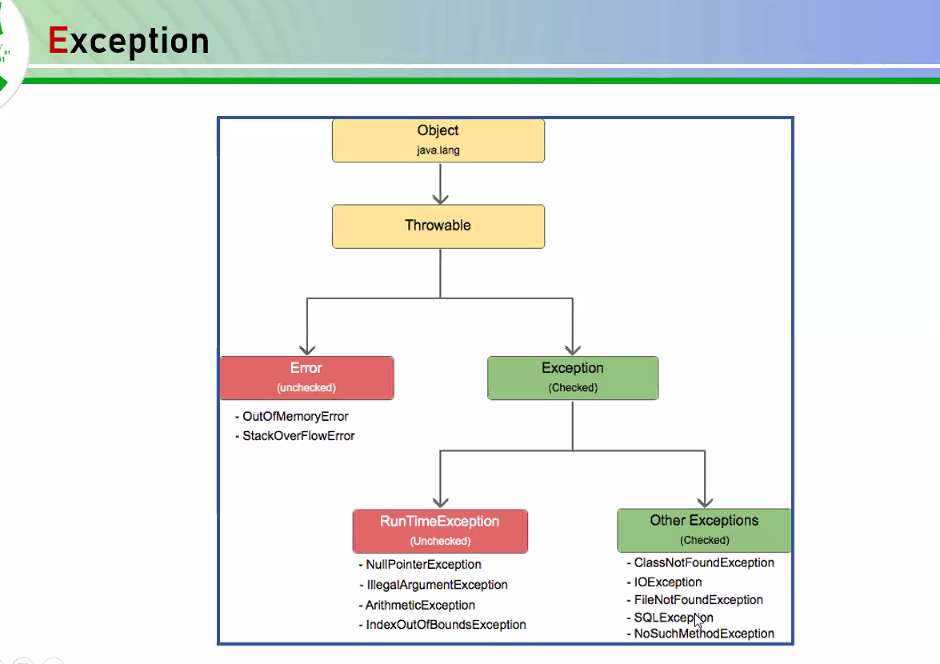 Exception
Object
java.lang
Throwable
Error
(unchecked)
- OutOfMemoryError
- StackOverFlowError
Exception
(Checked)
RunTimeException
(Unchecked)
- NullPointerException
- IllegalArgumentException
- ArithmeticException
- IndexOutOfBoundsException
Other Exceptions
(Checked)
- ClassNotFoundException
- IOException
- FileNotFoundException
- SQLException
- NoSuchMethodException